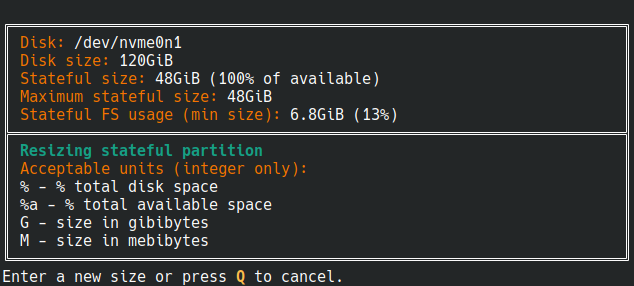 Disk: /dev/nvme0n1
Disk size: 120GiB
Stateful size: 48GiB (100% of available)
Maximum stateful size: 48GiB
Stateful FS usage (min size): 6.8GiB (13%)
Resizing stateful partition
Acceptable units (integer only):
% - % total disk space
%a - % total available space
G - size in gibibytes
M - size in mebibytes
Enter a new size or press Q to cancel.